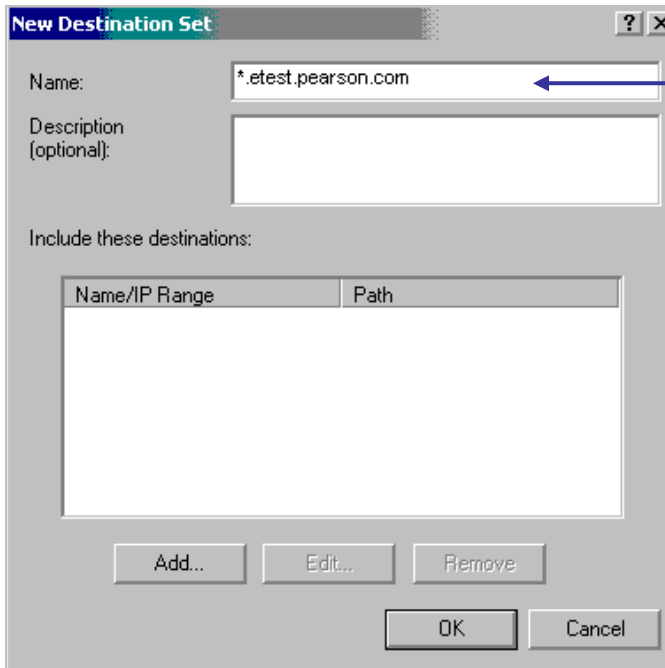 New Destination Set
Name:
*.etest.pearson.com
Description
(optional):
Include these destinations:
Name/IP Range Path
Add... Edit... Remove
OK Cancel